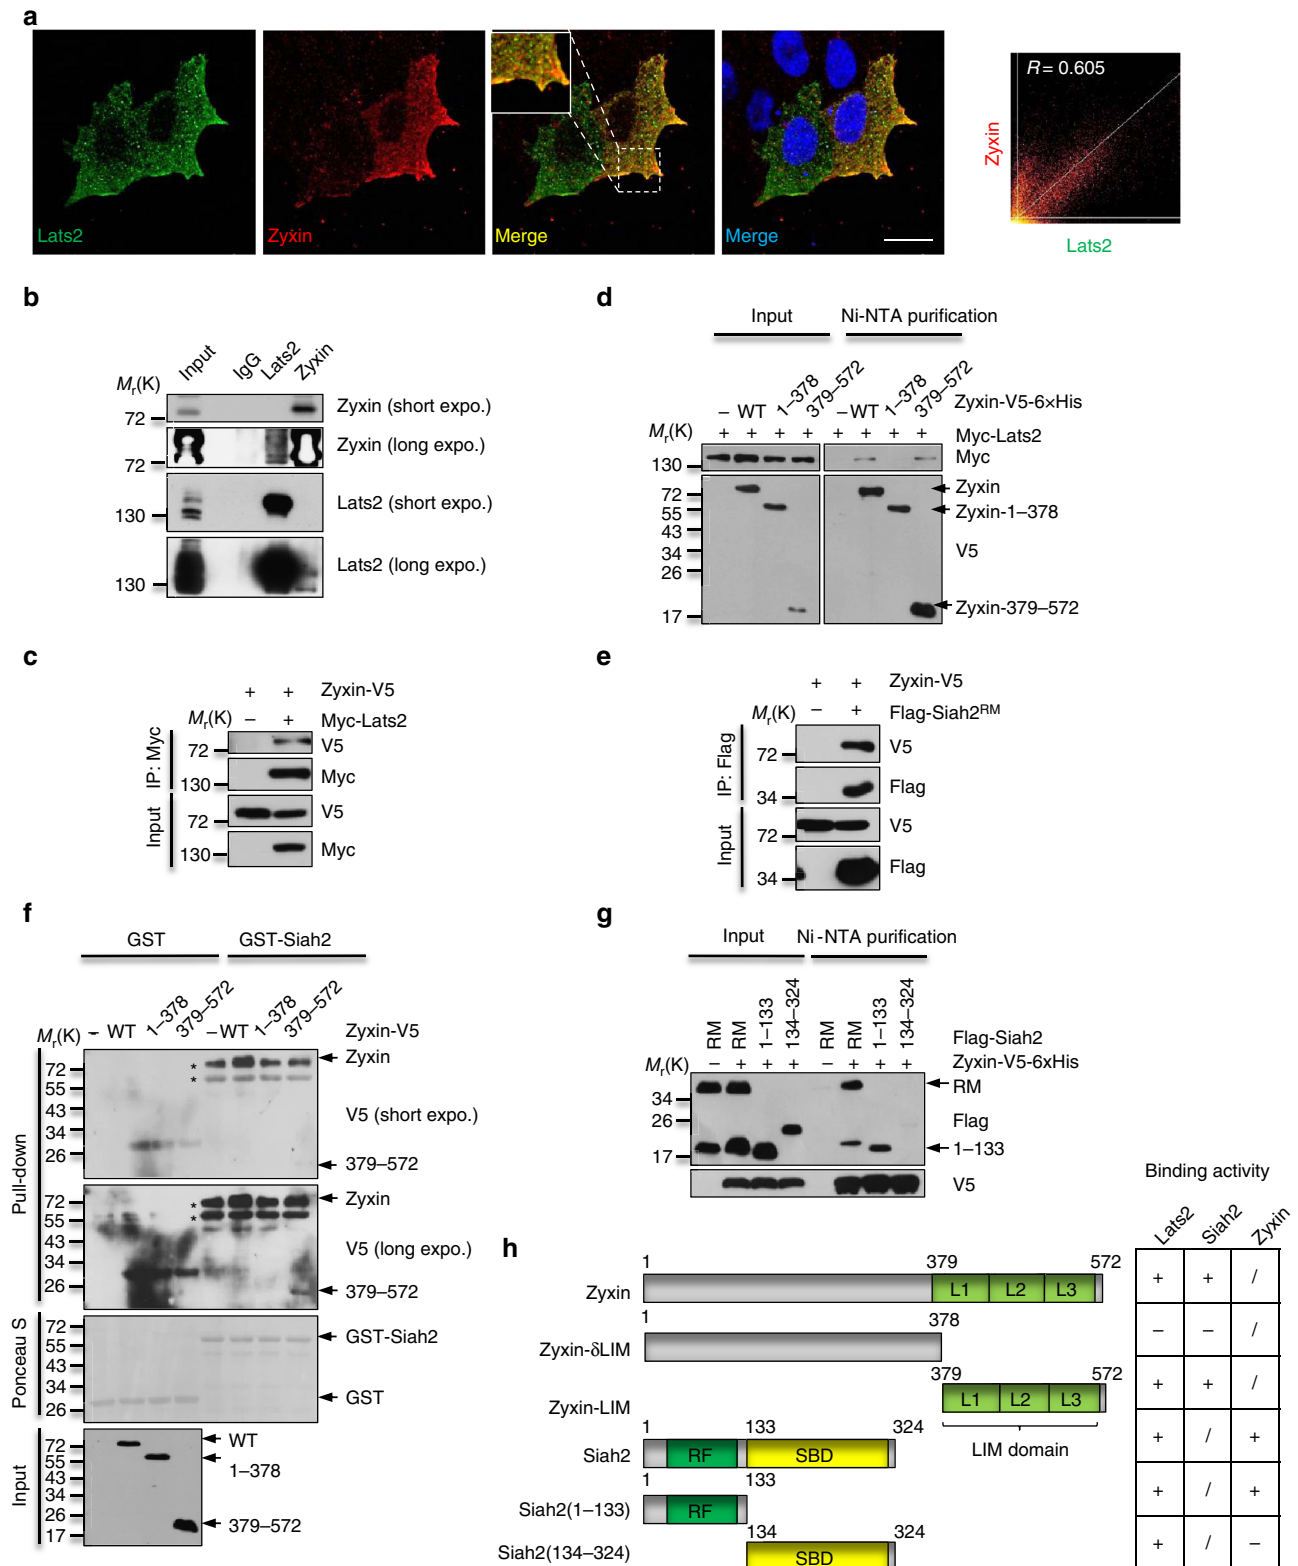 a
Lats2
Zyxin
Merge
Merge
R = 0.605
Zyxin
Lats2
b
Input
IgG
Lats2
Zyxin
Mr(K)
72
Zyxin (short expo.)
72
Zyxin (long expo.)
130
Lats2 (short expo.)
130
Lats2 (long expo.)
d
Input
Ni-NTA purification
– WT 1–378 379–572 – WT 1–378 379–572
Zyxin-V5-6×His
Mr(K) + + + + + + + +
Myc-Lats2
130
Myc
72
55
43
34
26
17
Zyxin
Zyxin-1–378
V5
Zyxin-379–572
c
+ + Zyxin-V5
Mr(K) – + Myc-Lats2
IP: Myc
72 V5
130 Myc
Input
72 V5
130 Myc
e
+ + Zyxin-V5
Mr(K) – + Flag-Siah2RM
IP: Flag
72 V5
34 Flag
Input
72 V5
34 Flag
f
GST
GST-Siah2
– WT 1–378 379–572 – WT 1–378 379–572
Mr(K)
Zyxin-V5
Pull-down
72
55
43
34
26
*
*
Zyxin
V5 (short expo.)
379–572
72
55
43
34
26
*
*
Zyxin
V5 (long expo.)
379–572
Ponceau S
72
55
43
34
26
GST-Siah2
GST
Input
72
55
43
34
26
17
WT
1–378
379–572
g
Input
Ni-NTA purification
RM RM 1–133 134–324 RM RM 1–133 134–324
Flag-Siah2
Mr(K) – + + + – + + +
Zyxin-V5-6xHis
34
26
17
RM
Flag
1–133
V5
h
Binding activity
Lats2 Siah2 Zyxin
1 379 572
Zyxin L1 L2 L3
+ + /
1 378
Zyxin-δLIM
– – /
379 572
Zyxin-LIM L1 L2 L3
+ + /
LIM domain
1 133 324
Siah2 RF SBD
+ / +
1 133
Siah2(1–133) RF
+ / +
134 324
Siah2(134–324) SBD
+ / –